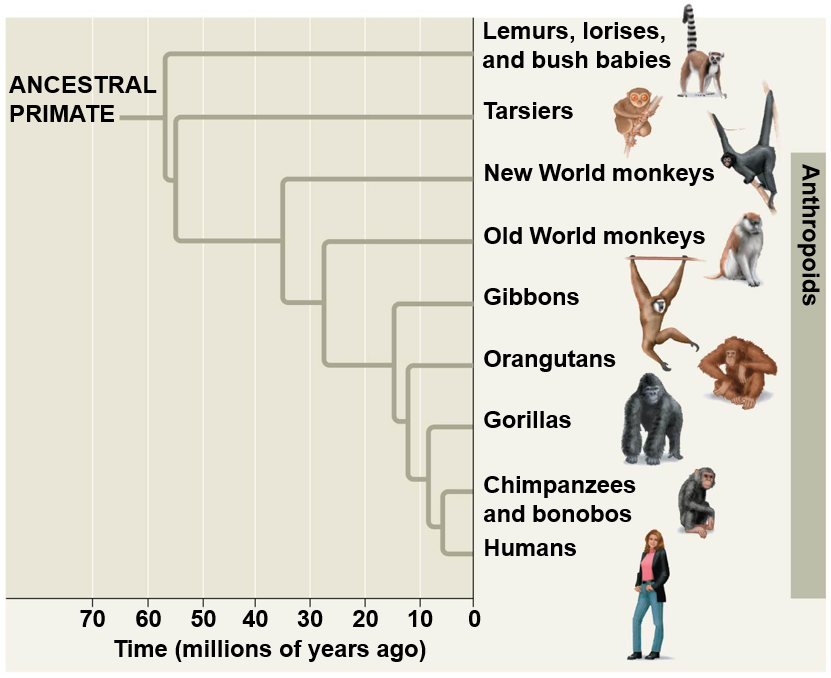 Lemurs, lorises,
and bush babies
ANCESTRAL
PRIMATE
Tarsiers
New World monkeys
Old World monkeys
Gibbons
Orangutans
Gorillas
Chimpanzees
and bonobos
Humans
Anthropoids
70 60 50 40 30 20 10 0
Time (millions of years ago)